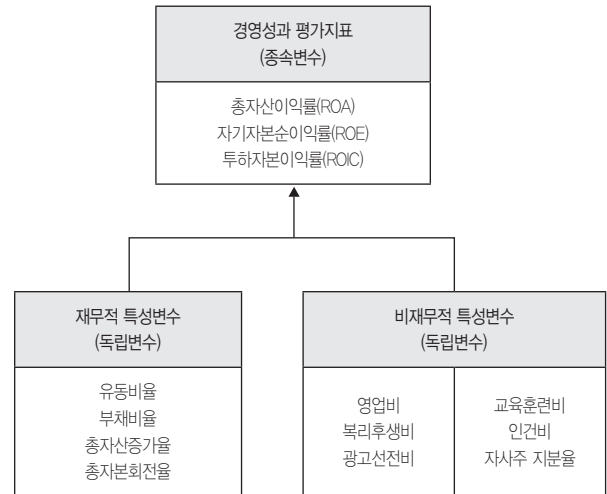 경영성과 평가지표
(종속변수)
총자산이익률(ROA)
자기자본순이익률(ROE)
투하자본이익률(ROIC)
재무적 특성변수
(독립변수)
유동비율
부채비율
총자산증가율
총자본회전율
비재무적 특성변수
(독립변수)
영업비
복리후생비
광고선전비
교육훈련비
인건비
자사주 지분율